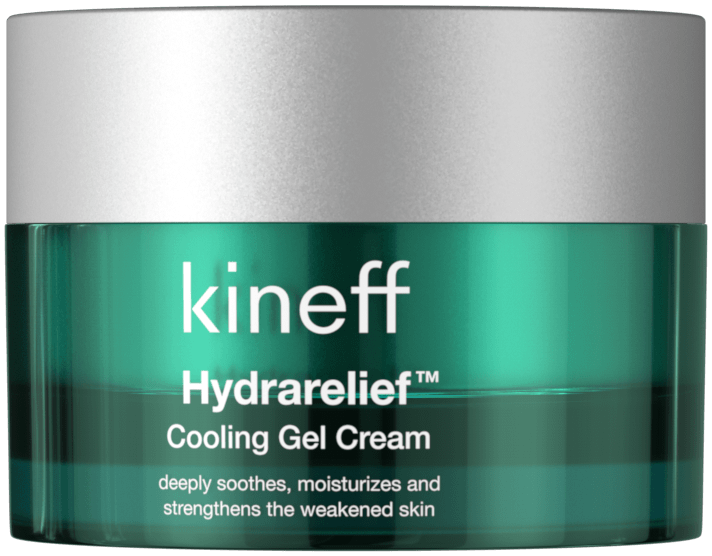 kineff
Hydrarelief™
Cooling Gel Cream
deeply soothes, moisturizes and
strengthens the weakened skin